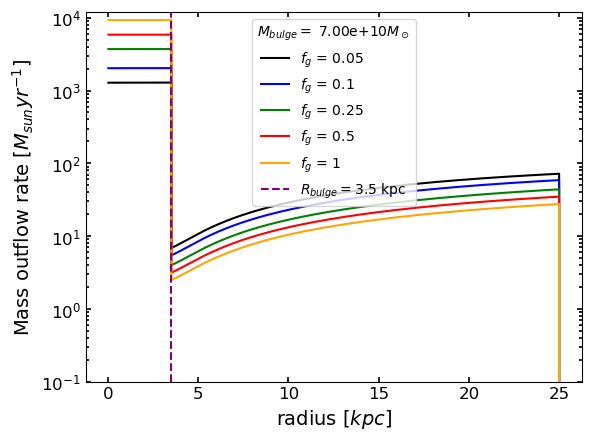 M_bulge = 7.00e+10M_⊙
f_g = 0.05
f_g = 0.1
f_g = 0.25
f_g = 0.5
f_g = 1
R_bulge = 3.5 kpc
Mass outflow rate [M_sun yr^−1]
10^4
10^3
10^2
10^1
10^0
10^−1
0 5 10 15 20 25
radius [kpc]